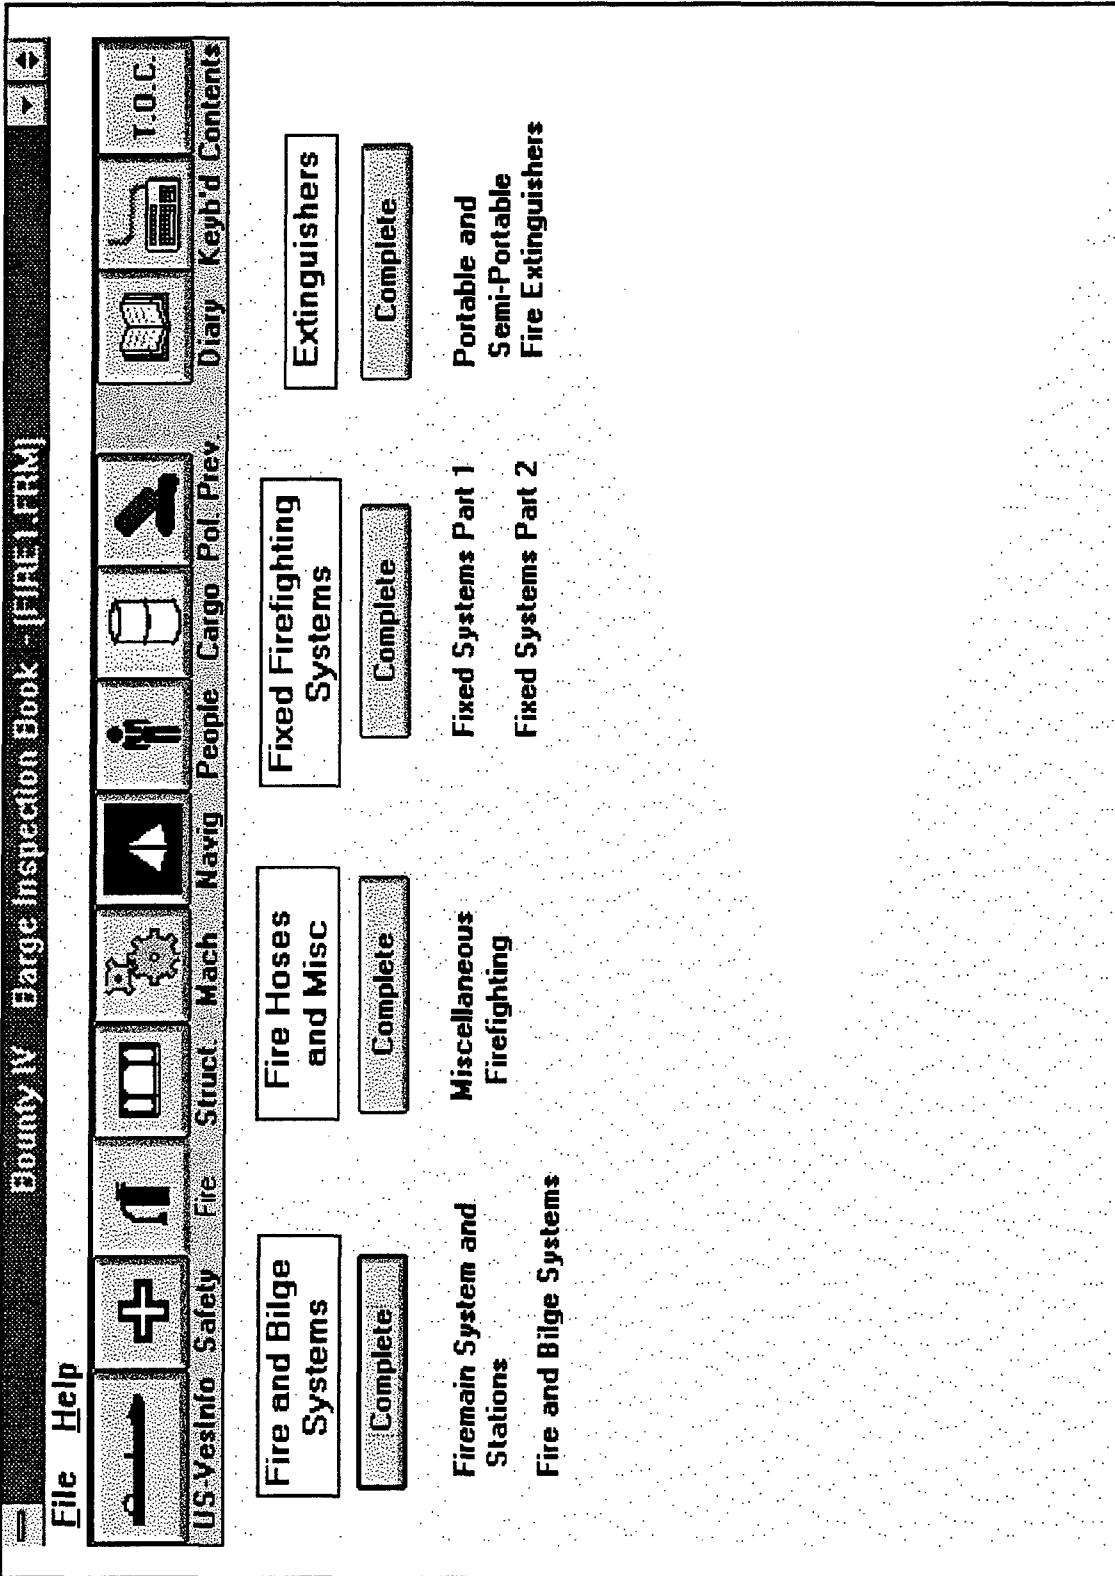 Bounty IV Barge Inspection Book - [FIRE1.FRM]
File Help
T.O.C.
US-VesInfo Safety Fire Struct. Mach Navig People Cargo Pol. Prev. Diary Keyb'd Contents
Fire and Bilge
Systems
Complete
Firemain System and
Stations
Fire and Bilge Systems
Fire Hoses
and Misc
Complete
Miscellaneous
Firefighting
Fixed Firefighting
Systems
Complete
Fixed Systems Part 1
Fixed Systems Part 2
Extinguishers
Complete
Portable and
Semi-Portable
Fire Extinguishers